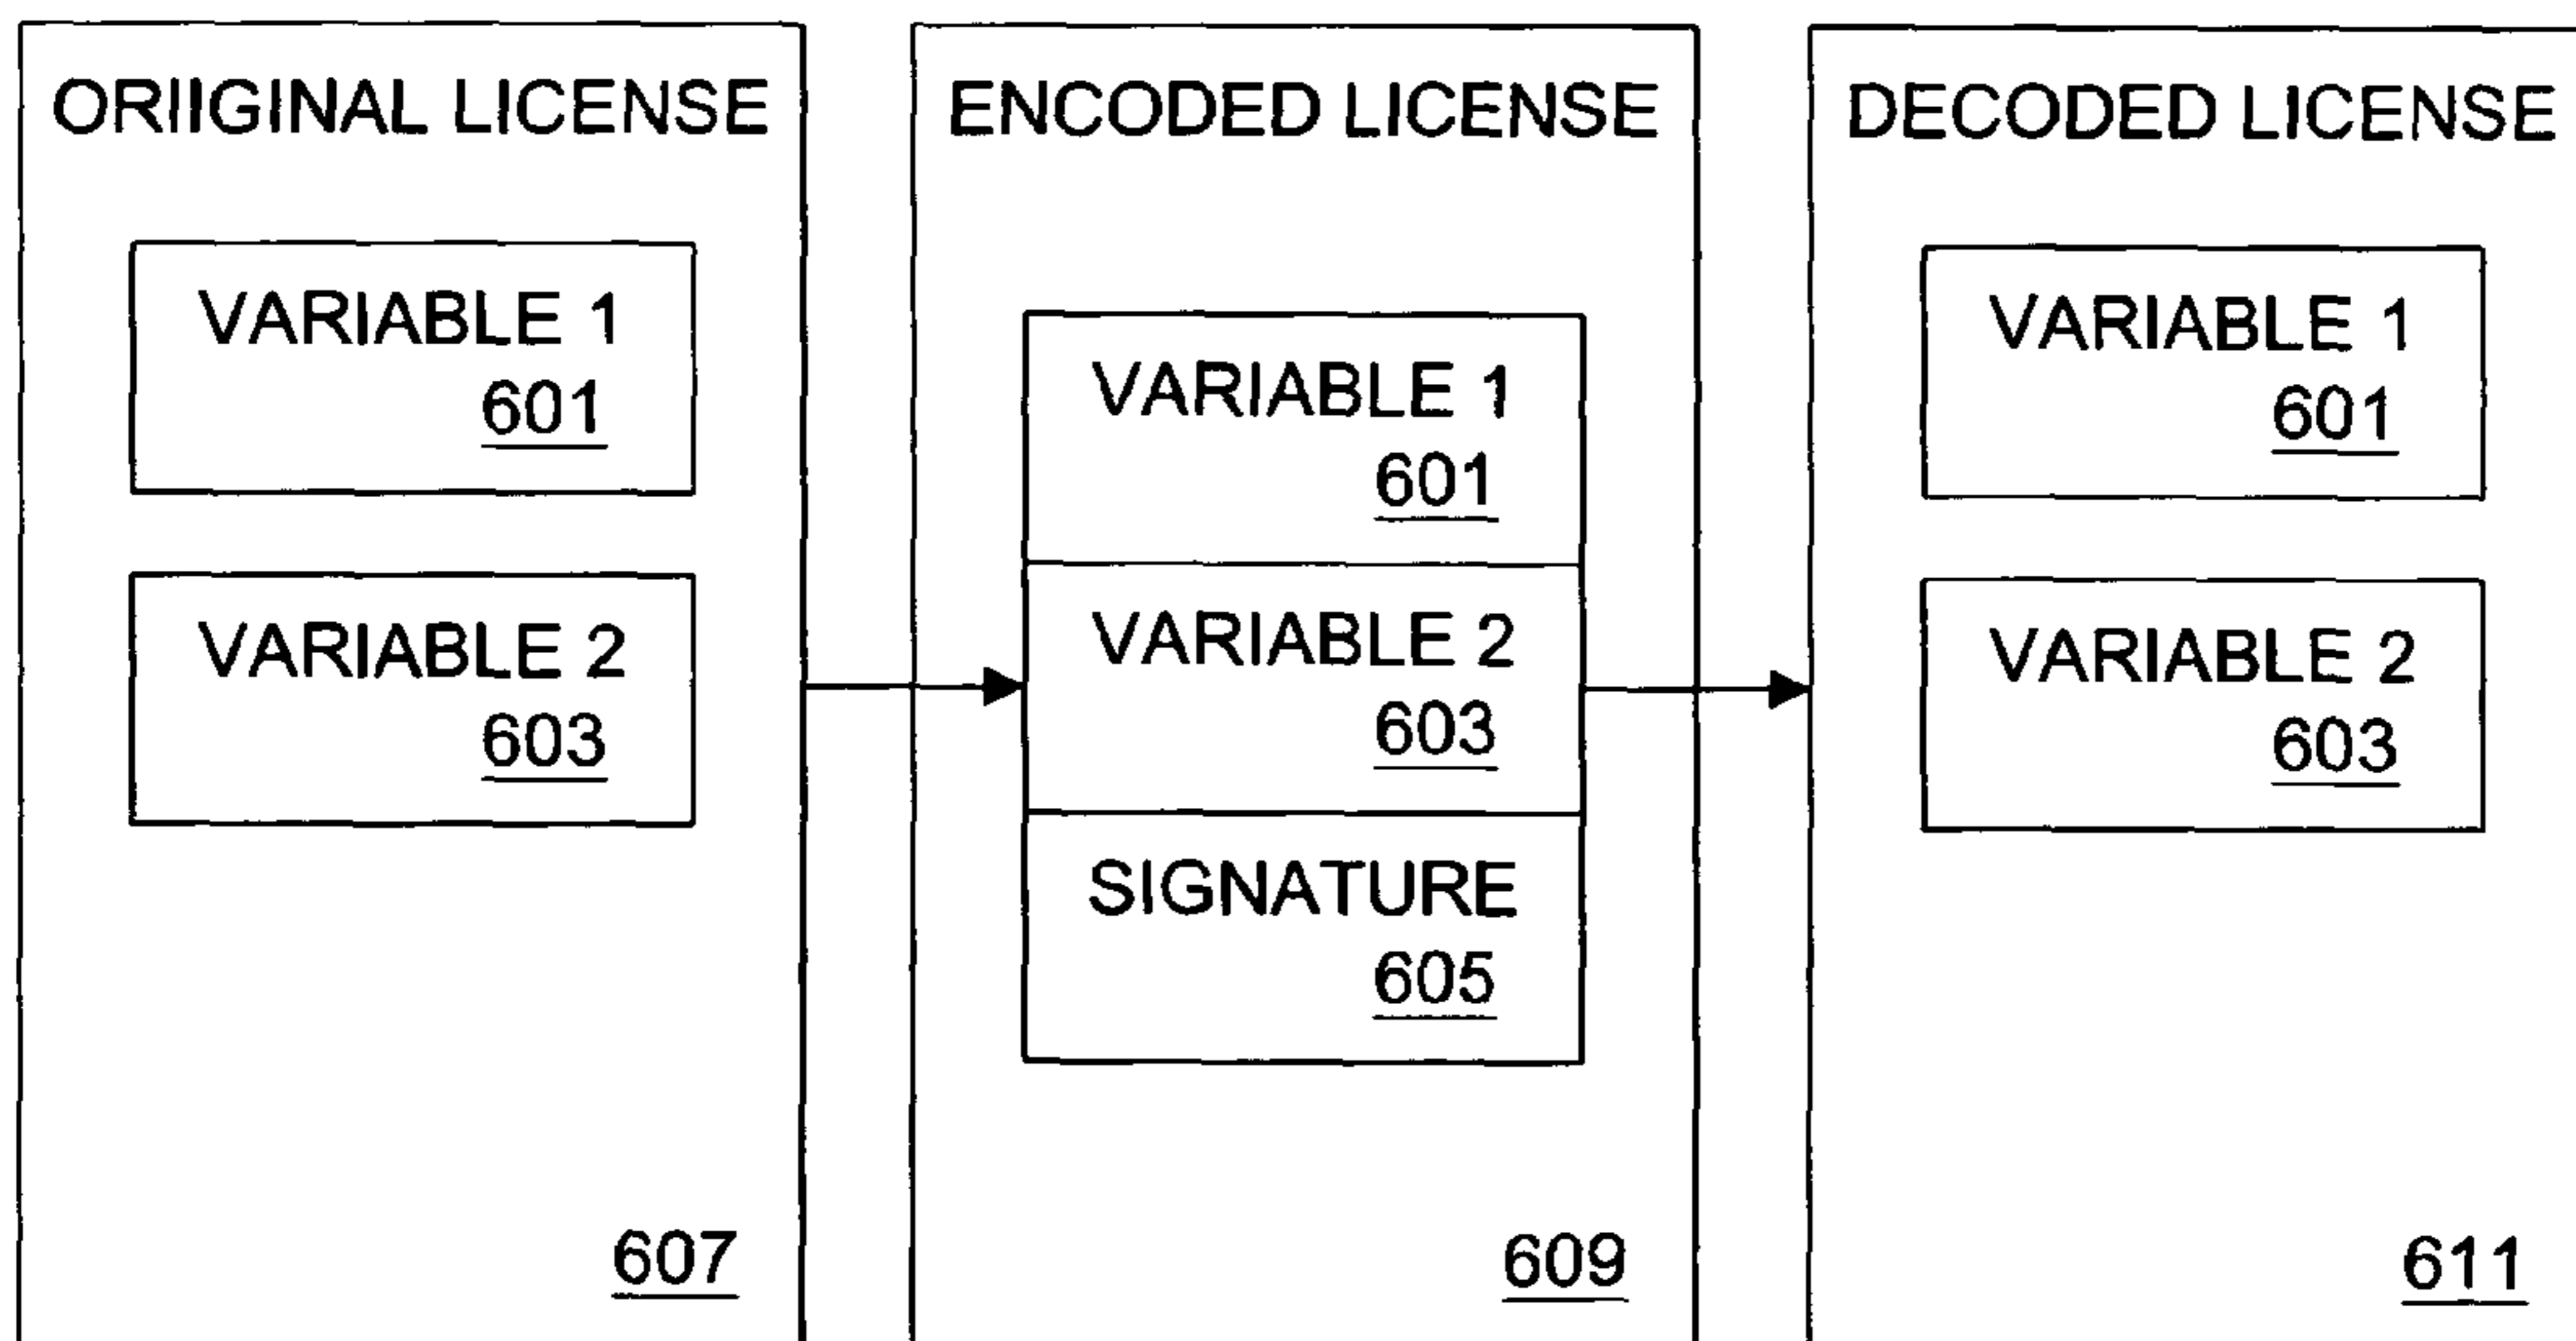 ORIIGINAL LICENSE
VARIABLE 1
601
VARIABLE 2
603
607
ENCODED LICENSE
VARIABLE 1
601
VARIABLE 2
603
SIGNATURE
605
609
DECODED LICENSE
VARIABLE 1
601
VARIABLE 2
603
611